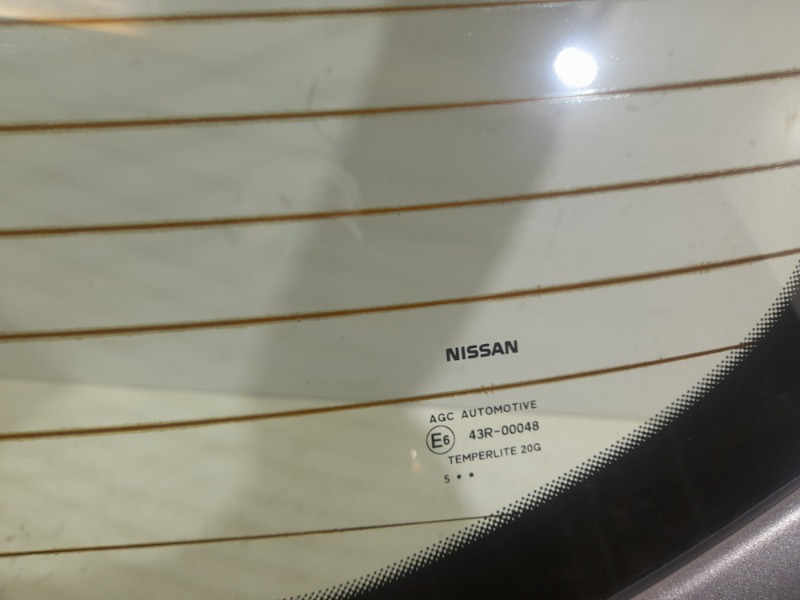 NISSAN
AGC AUTOMOTIVE
E6 43R-00048
TEMPERLITE 20G
5 • •